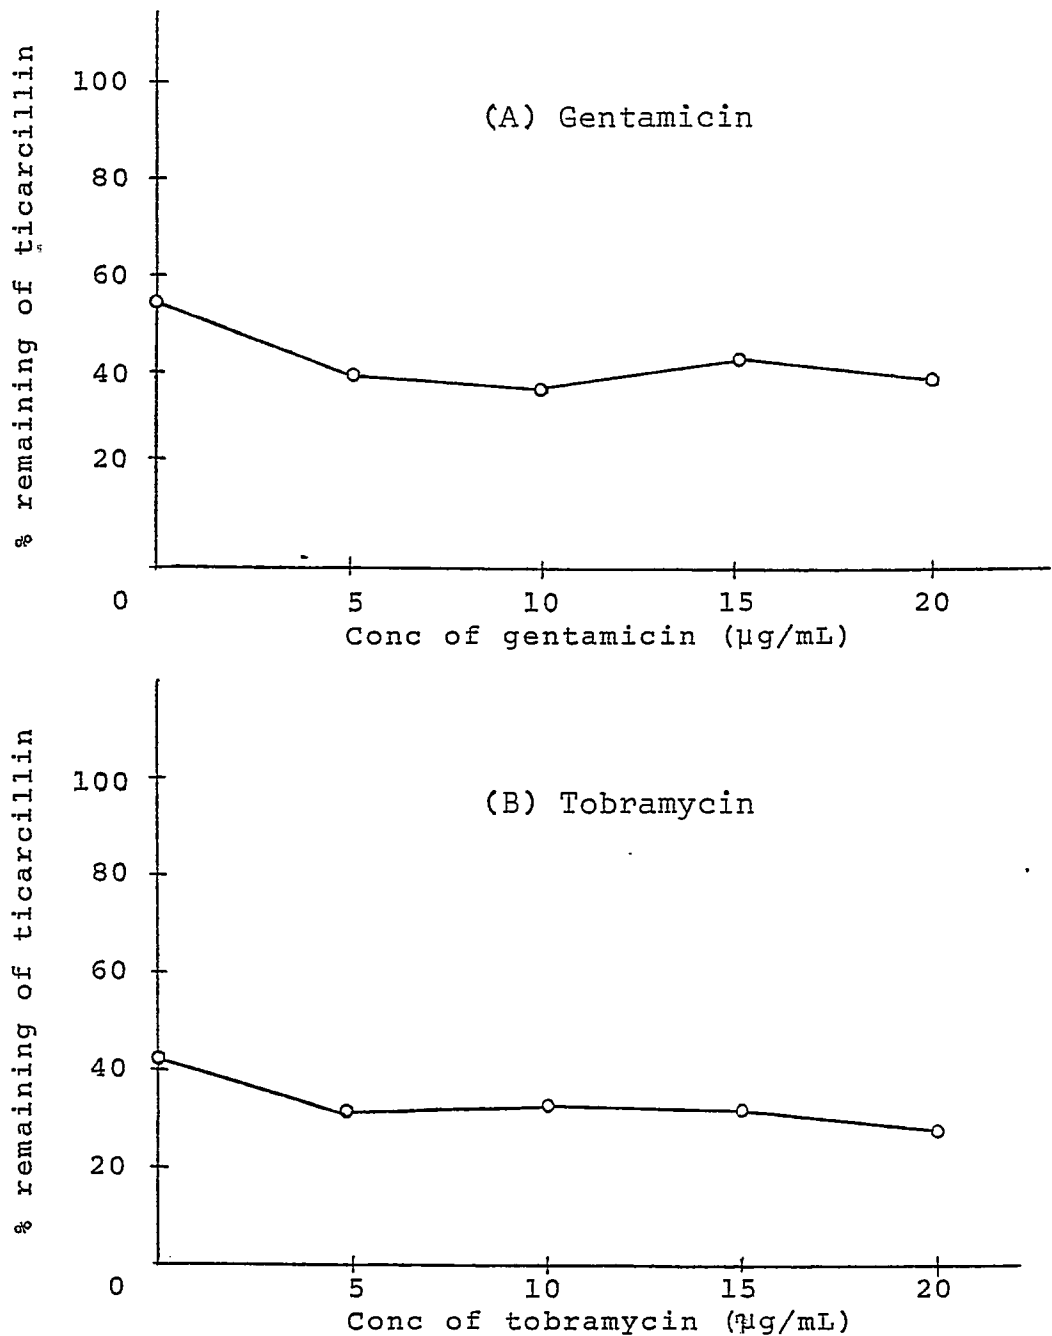 % remaining of ticarcillin
100
80
60
40
20
0
(A) Gentamicin
5 10 15 20
Conc of gentamicin (µg/mL)
% remaining of ticarcillin
100
80
60
40
20
0
(B) Tobramycin
5 10 15 20
Conc of tobramycin (µg/mL)